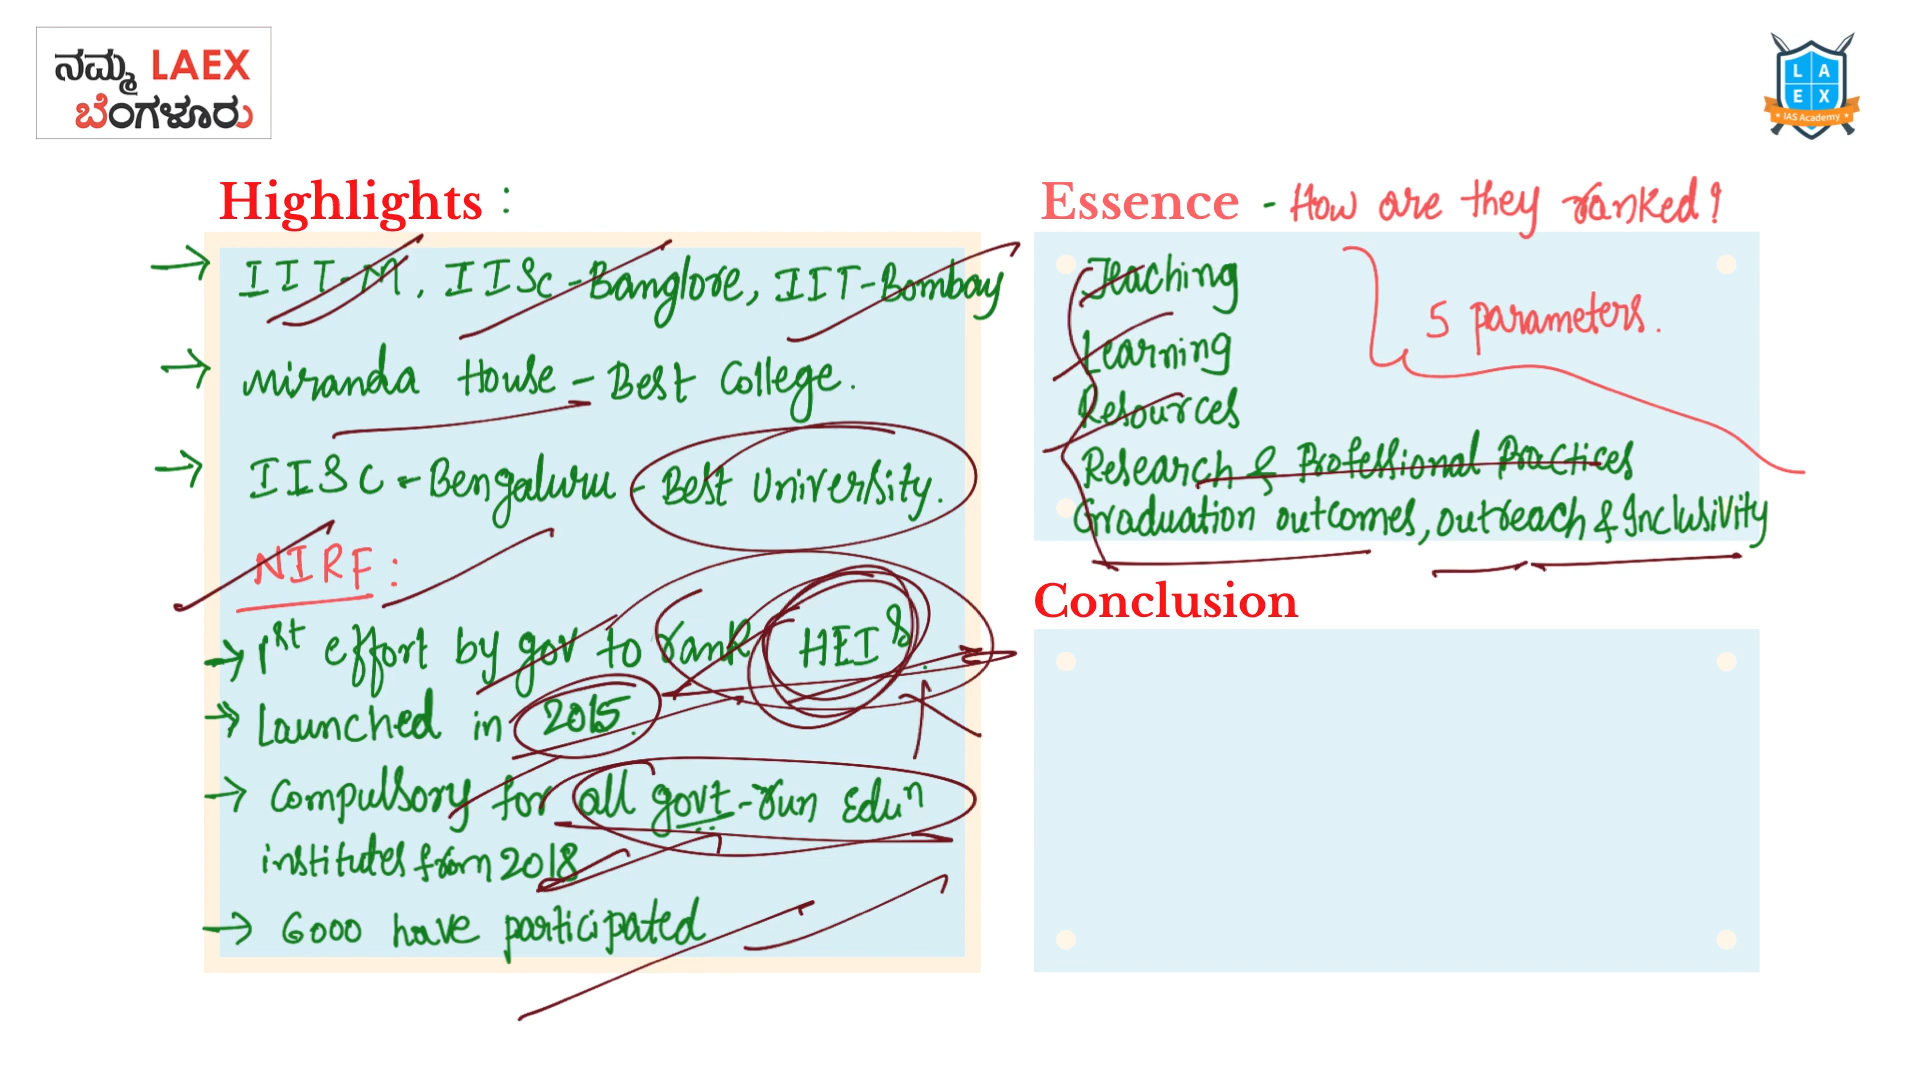 ನಮ್ಮ LAEX
ಬೆಂಗಳೂರು
L A
E X
IAS Academy
Highlights :
→ IIT-M, IISc-Banglore, IIT-Bombay
→ Miranda House - Best College.
→ IISc - Bengaluru - Best University.
NIRF :
→ 1st effort by gov to rank HEIs.
→ Launched in 2015.
→ Compulsory for all govt-run Eduⁿ
institutes from 2018
→ 6000 have participated
Essence - How are they ranked?
Teaching
Learning
Resources
Research & Professional Practices
Graduation outcomes, outreach & Inclusivity
5 parameters.
Conclusion